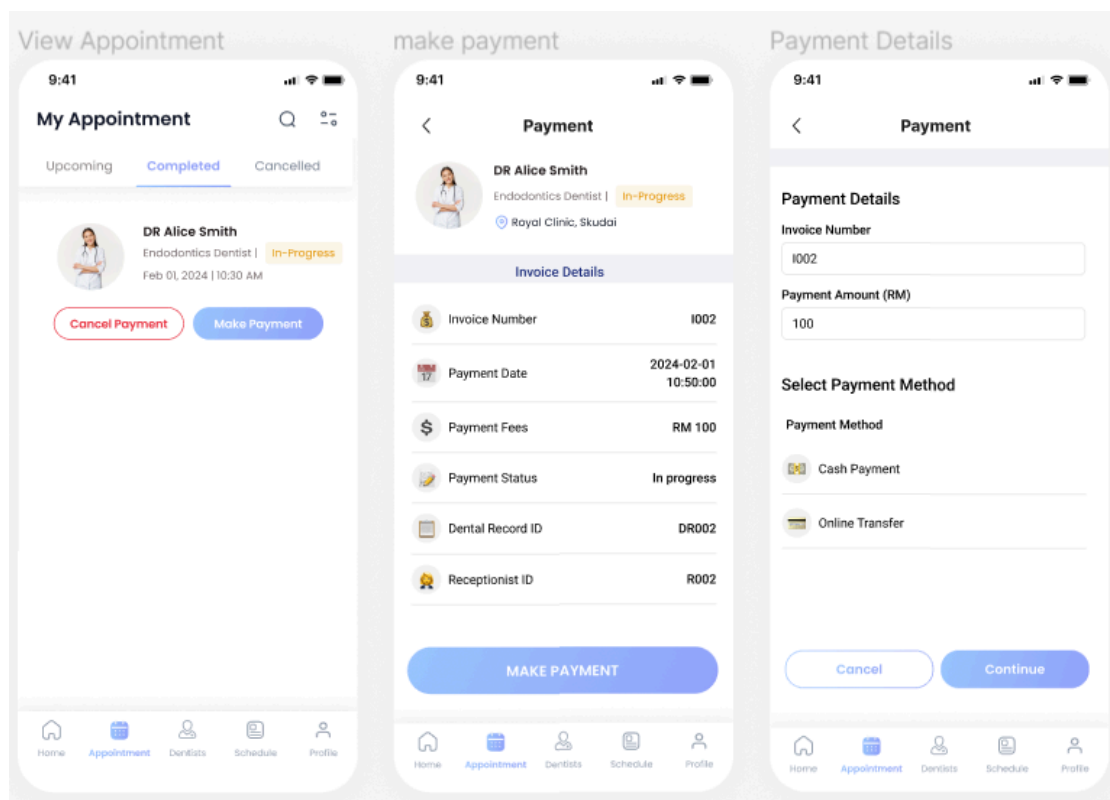 View Appointment
9:41
My Appointment
Upcoming Completed Cancelled
DR Alice Smith
Endodontics Dentist | In-Progress
Feb 01, 2024 | 10:30 AM
Cancel Payment Make Payment
Home Appointment Dentists Schedule Profile
make payment
9:41
Payment
DR Alice Smith
Endodontics Dentist | In-Progress
Royal Clinic, Skudai
Invoice Details
Invoice Number I002
17
Payment Date 2024-02-01
10:50:00
$
Payment Fees RM 100
Payment Status In progress
Dental Record ID DR002
Receptionist ID R002
MAKE PAYMENT
Home Appointment Dentists Schedule Profile
Payment Details
9:41
Payment
Payment Details
Invoice Number
I002
Payment Amount (RM)
100
Select Payment Method
Payment Method
Cash Payment
Online Transfer
Cancel Continue
Home Appointment Dentists Schedule Profile